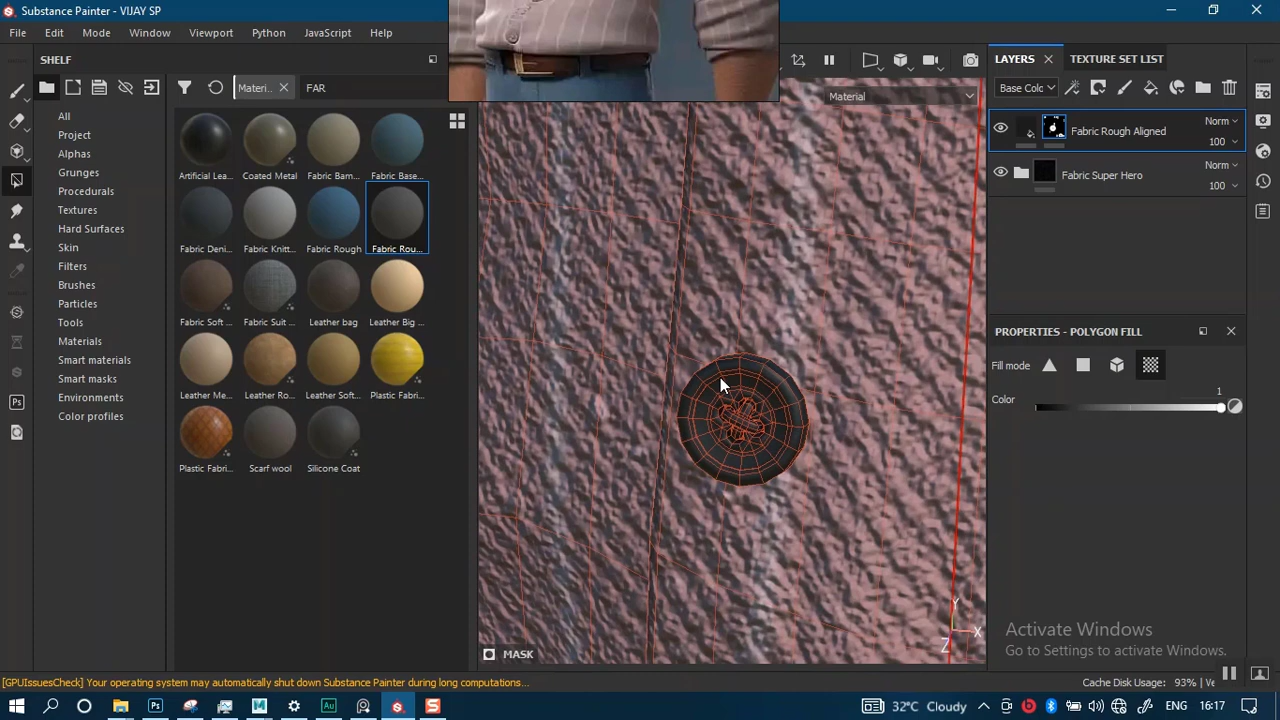 Substance Painter - VIJAY SP
File Edit Mode Window Viewport Python JavaScript Help
SHELF
Materi...
FAR
All
Project
Alphas
Grunges
Procedurals
Textures
Hard Surfaces
Skin
Filters
Brushes
Particles
Tools
Materials
Smart materials
Smart masks
Environments
Color profiles
Artificial Lea... Coated Metal Fabric Bam... Fabric Base...
Fabric Deni... Fabric Knitt... Fabric Rough Fabric Rou...
Fabric Soft ... Fabric Suit ... Leather bag Leather Big ...
Leather Me... Leather Ro... Leather Soft... Plastic Fabri...
Plastic Fabri... Scarf wool Silicone Coat
Material
Y
X
Z
MASK
LAYERS TEXTURE SET LIST
Base Colc
Fabric Rough Aligned Norm
100
Fabric Super Hero Norm
100
PROPERTIES - POLYGON FILL
Fill mode
1
Color
Activate Windows
Go to Settings to activate Windows.
[GPUIssuesCheck] Your operating system may automatically shut down Substance Painter during long computations...
Cache Disk Usage: 93% | Ve
32°C Cloudy
ENG 16:17